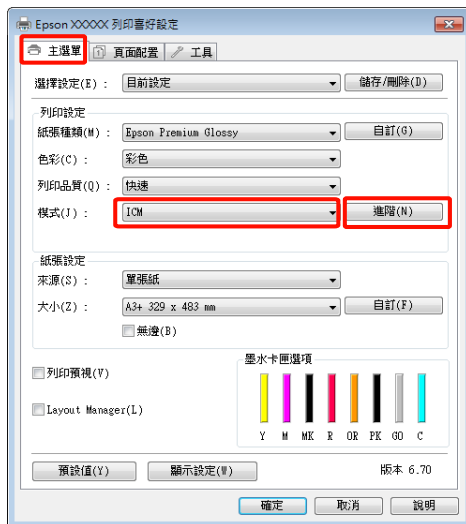 Epson XXXXX 列印喜好設定
主選單 頁面配置 工具
選擇設定(E)： 目前設定 儲存/刪除(D)
列印設定
紙張種類(M)： Epson Premium Glossy 自訂(G)
色彩(C)： 彩色
列印品質(Q)： 快速
模式(J)： ICM 進階(N)
紙張設定
來源(S)： 單張紙
大小(Z)： A3+ 329 x 483 mm 自訂(F)
無邊(B)
墨水卡匣選項
列印預視(V)
Layout Manager(L)
Y M MK R OR PK GO C
預設值(Y) 顯示設定(W) 版本 6.70
確定 取消 說明